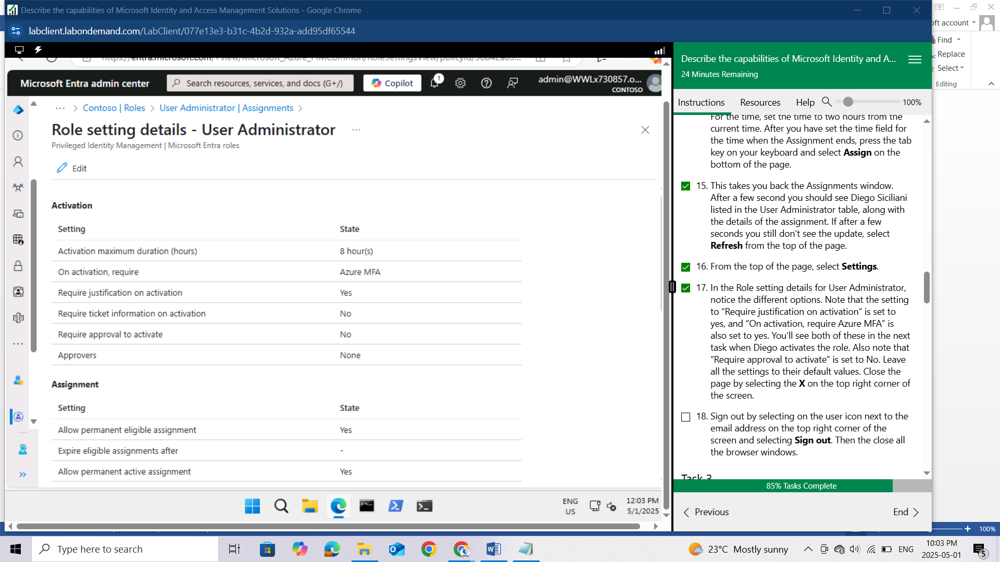 Describe the capabilities of Microsoft Identity and Access Management Solutions - Google Chrome
labclient.labondemand.com/LabClient/077e13e3-b31c-4b2d-932a-add95df65544
Microsoft Entra admin center
Search resources, services, and docs (G+/)
Copilot
1
admin@WWLx730857.o...
CONTOSO
... > Contoso | Roles > User Administrator | Assignments >
Role setting details - User Administrator ...
Privileged Identity Management | Microsoft Entra roles
Edit
Activation
Setting State
Activation maximum duration (hours) 8 hour(s)
On activation, require Azure MFA
Require justification on activation Yes
Require ticket information on activation No
Require approval to activate No
Approvers None
Assignment
Setting State
Allow permanent eligible assignment Yes
Expire eligible assignments after -
Allow permanent active assignment Yes
ENG
US
12:03 PM
5/1/2025
Describe the capabilities of Microsoft Identity and A...
24 Minutes Remaining
Instructions Resources Help 100%
For the time, set the time to two hours from the
current time. After you have set the time field for
the time when the Assignment ends, press the tab
key on your keyboard and select Assign on the
bottom of the page.
15. This takes you back the Assignments window.
After a few second you should see Diego Siciliani
listed in the User Administrator table, along with
the details of the assignment. If after a few
seconds you still don't see the update, select
Refresh from the top of the page.
16. From the top of the page, select Settings.
17. In the Role setting details for User Administrator,
notice the different options. Note that the setting
to “Require justification on activation” is set to
yes, and “On activation, require Azure MFA” is
also set to yes. You'll see both of these in the next
task when Diego activates the role. Also note that
“Require approval to activate” is set to No. Leave
all the settings to their default values. Close the
page by selecting the X on the top right corner of
the screen.
18. Sign out by selecting on the user icon next to the
email address on the top right corner of the
screen and selecting Sign out. Then the close all
the browser windows.
Task 3
85% Tasks Complete
Previous
End
oft account
Find
Replace
Select
Editing
100%
Type here to search
23°C Mostly sunny
ENG
10:03 PM
2025-05-01
5